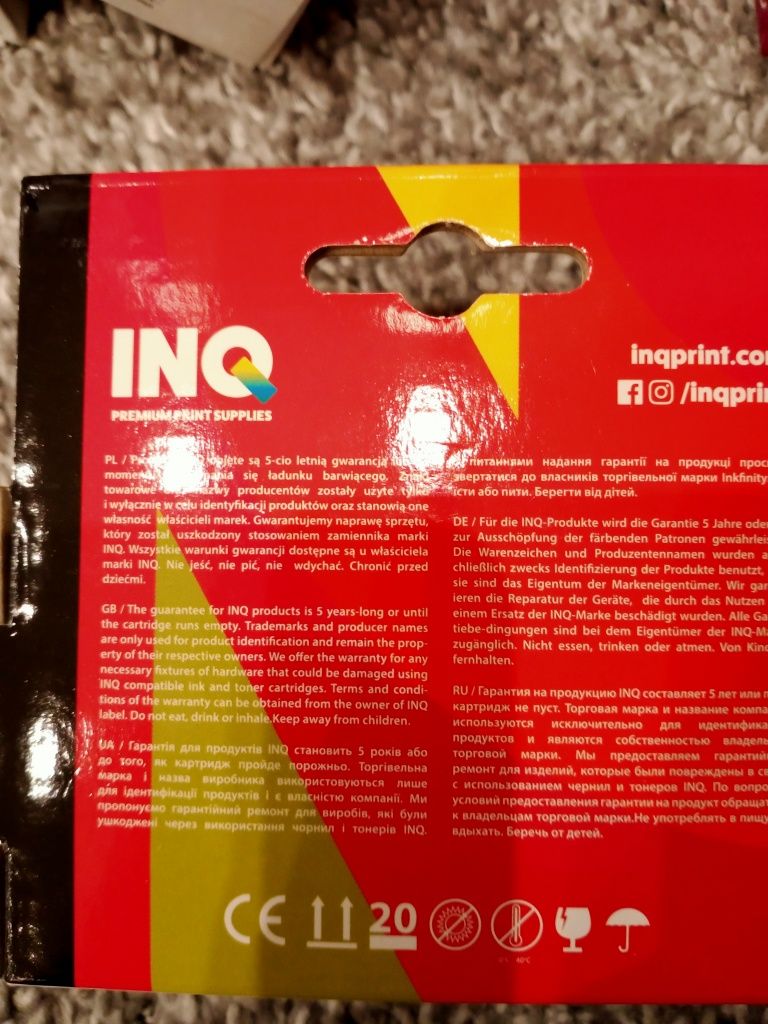 INQ
PREMIUM PRINT SUPPLIES
inqprint.co
/inqprin
PL / są 5-cio letnią gwarancją
się ładunku barwiącego.
towarowe producentów zostały użyte
i wyłącznie w celu identyfikacji produktów oraz stanowią one
własność właścicieli marek. Gwarantujemy naprawę sprzętu,
który został uszkodzony stosowaniem zamiennika marki
INQ. Wszystkie warunki gwarancji dostępne są u właściciela
marki INQ. Nie jeść, nie pić, nie wdychać. Chronić przed
dziećmi.
GB / The guarantee for INQ products is 5 years-long or until
the cartridge runs empty. Trademarks and producer names
are only used for product identification and remain the prop-
erty of their respective owners. We offer the warranty for any
necessary fixtures of hardware that could be damaged using
INQ compatible ink and toner cartridges. Terms and condi-
tions of the warranty can be obtained from the owner of INQ
label. Do not eat, drink or inhale.Keep away from children.
UA / Гарантія для продуктів INQ становить 5 років або
до того, як картридж пройде порожньо. Торгівельна
марка і назва виробника використовуються лише
для ідентифікації продуктів і є власністю компанії. Ми
пропонуємо гарантійний ремонт для виробів, які були
ушкоджені через використання чорнил і тонерів INQ.
питаннями надання гарантії на продукці прос
звертатися до власників торгівельної марки Inkfinity
їсти або пити. Берегти від дітей.
DE / Für die INQ-Produkte wird die Garantie 5 Jahre oder
zur Ausschöpfung der färbenden Patronen gewährleis
Die Warenzeichen und Produzentennamen wurden a
chließlich zwecks Identifizierung der Produkte benutzt,
sie sind das Eigentum der Markeneigentümer. Wir gar
ieren die Reparatur der Geräte, die durch das Nutzen
einem Ersatz der INQ-Marke beschädigt wurden. Alle Ga
tiebe-dingungen sind bei dem Eigentümer der INQ-M
zugänglich. Nicht essen, trinken oder atmen. Von Kin
fernhalten.
RU / Гарантия на продукцию INQ составляет 5 лет или п
картридж не пуст. Торговая марка и название компа
используются исключительно для идентифика
продуктов и являются собственностью владель
торговой марки. Мы предоставляем гарантий
ремонт для изделий, которые были повреждены в св
с использованием чернил и тонеров INQ. По вопро
условий предоставления гарантии на продукт обращат
к владельцам торговой марки.Не употреблять в пищу
вдыхать. Беречь от детей.
CE
20
40°C